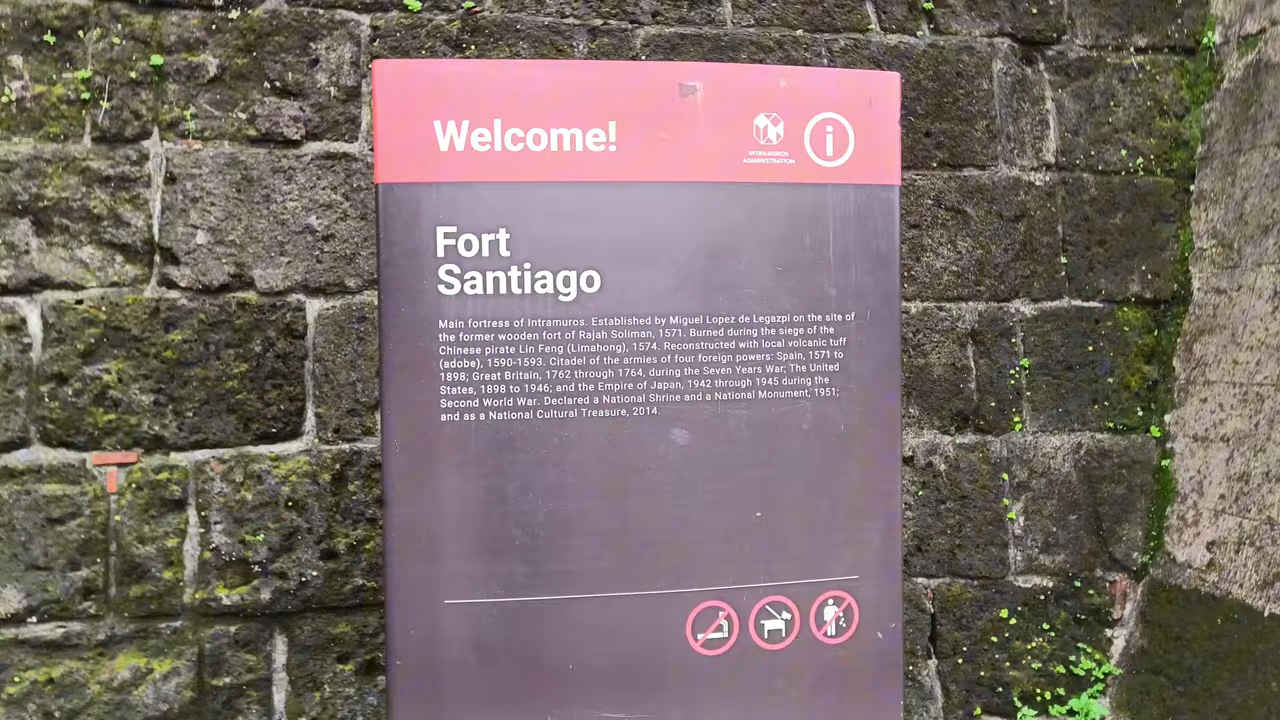 Welcome!
INTRAMUROS
ADMINISTRATION
i
Fort
Santiago
Main fortress of Intramuros. Established by Miguel Lopez de Legazpi on the site of
the former wooden fort of Rajah Soliman, 1571. Burned during the siege of the
Chinese pirate Lin Feng (Limahong), 1574. Reconstructed with local volcanic tuff
(adobe), 1590-1593. Citadel of the armies of four foreign powers: Spain, 1571 to
1898; Great Britain, 1762 through 1764, during the Seven Years War; The United
States, 1898 to 1946; and the Empire of Japan, 1942 through 1945 during the
Second World War. Declared a National Shrine and a National Monument, 1951;
and as a National Cultural Treasure, 2014.